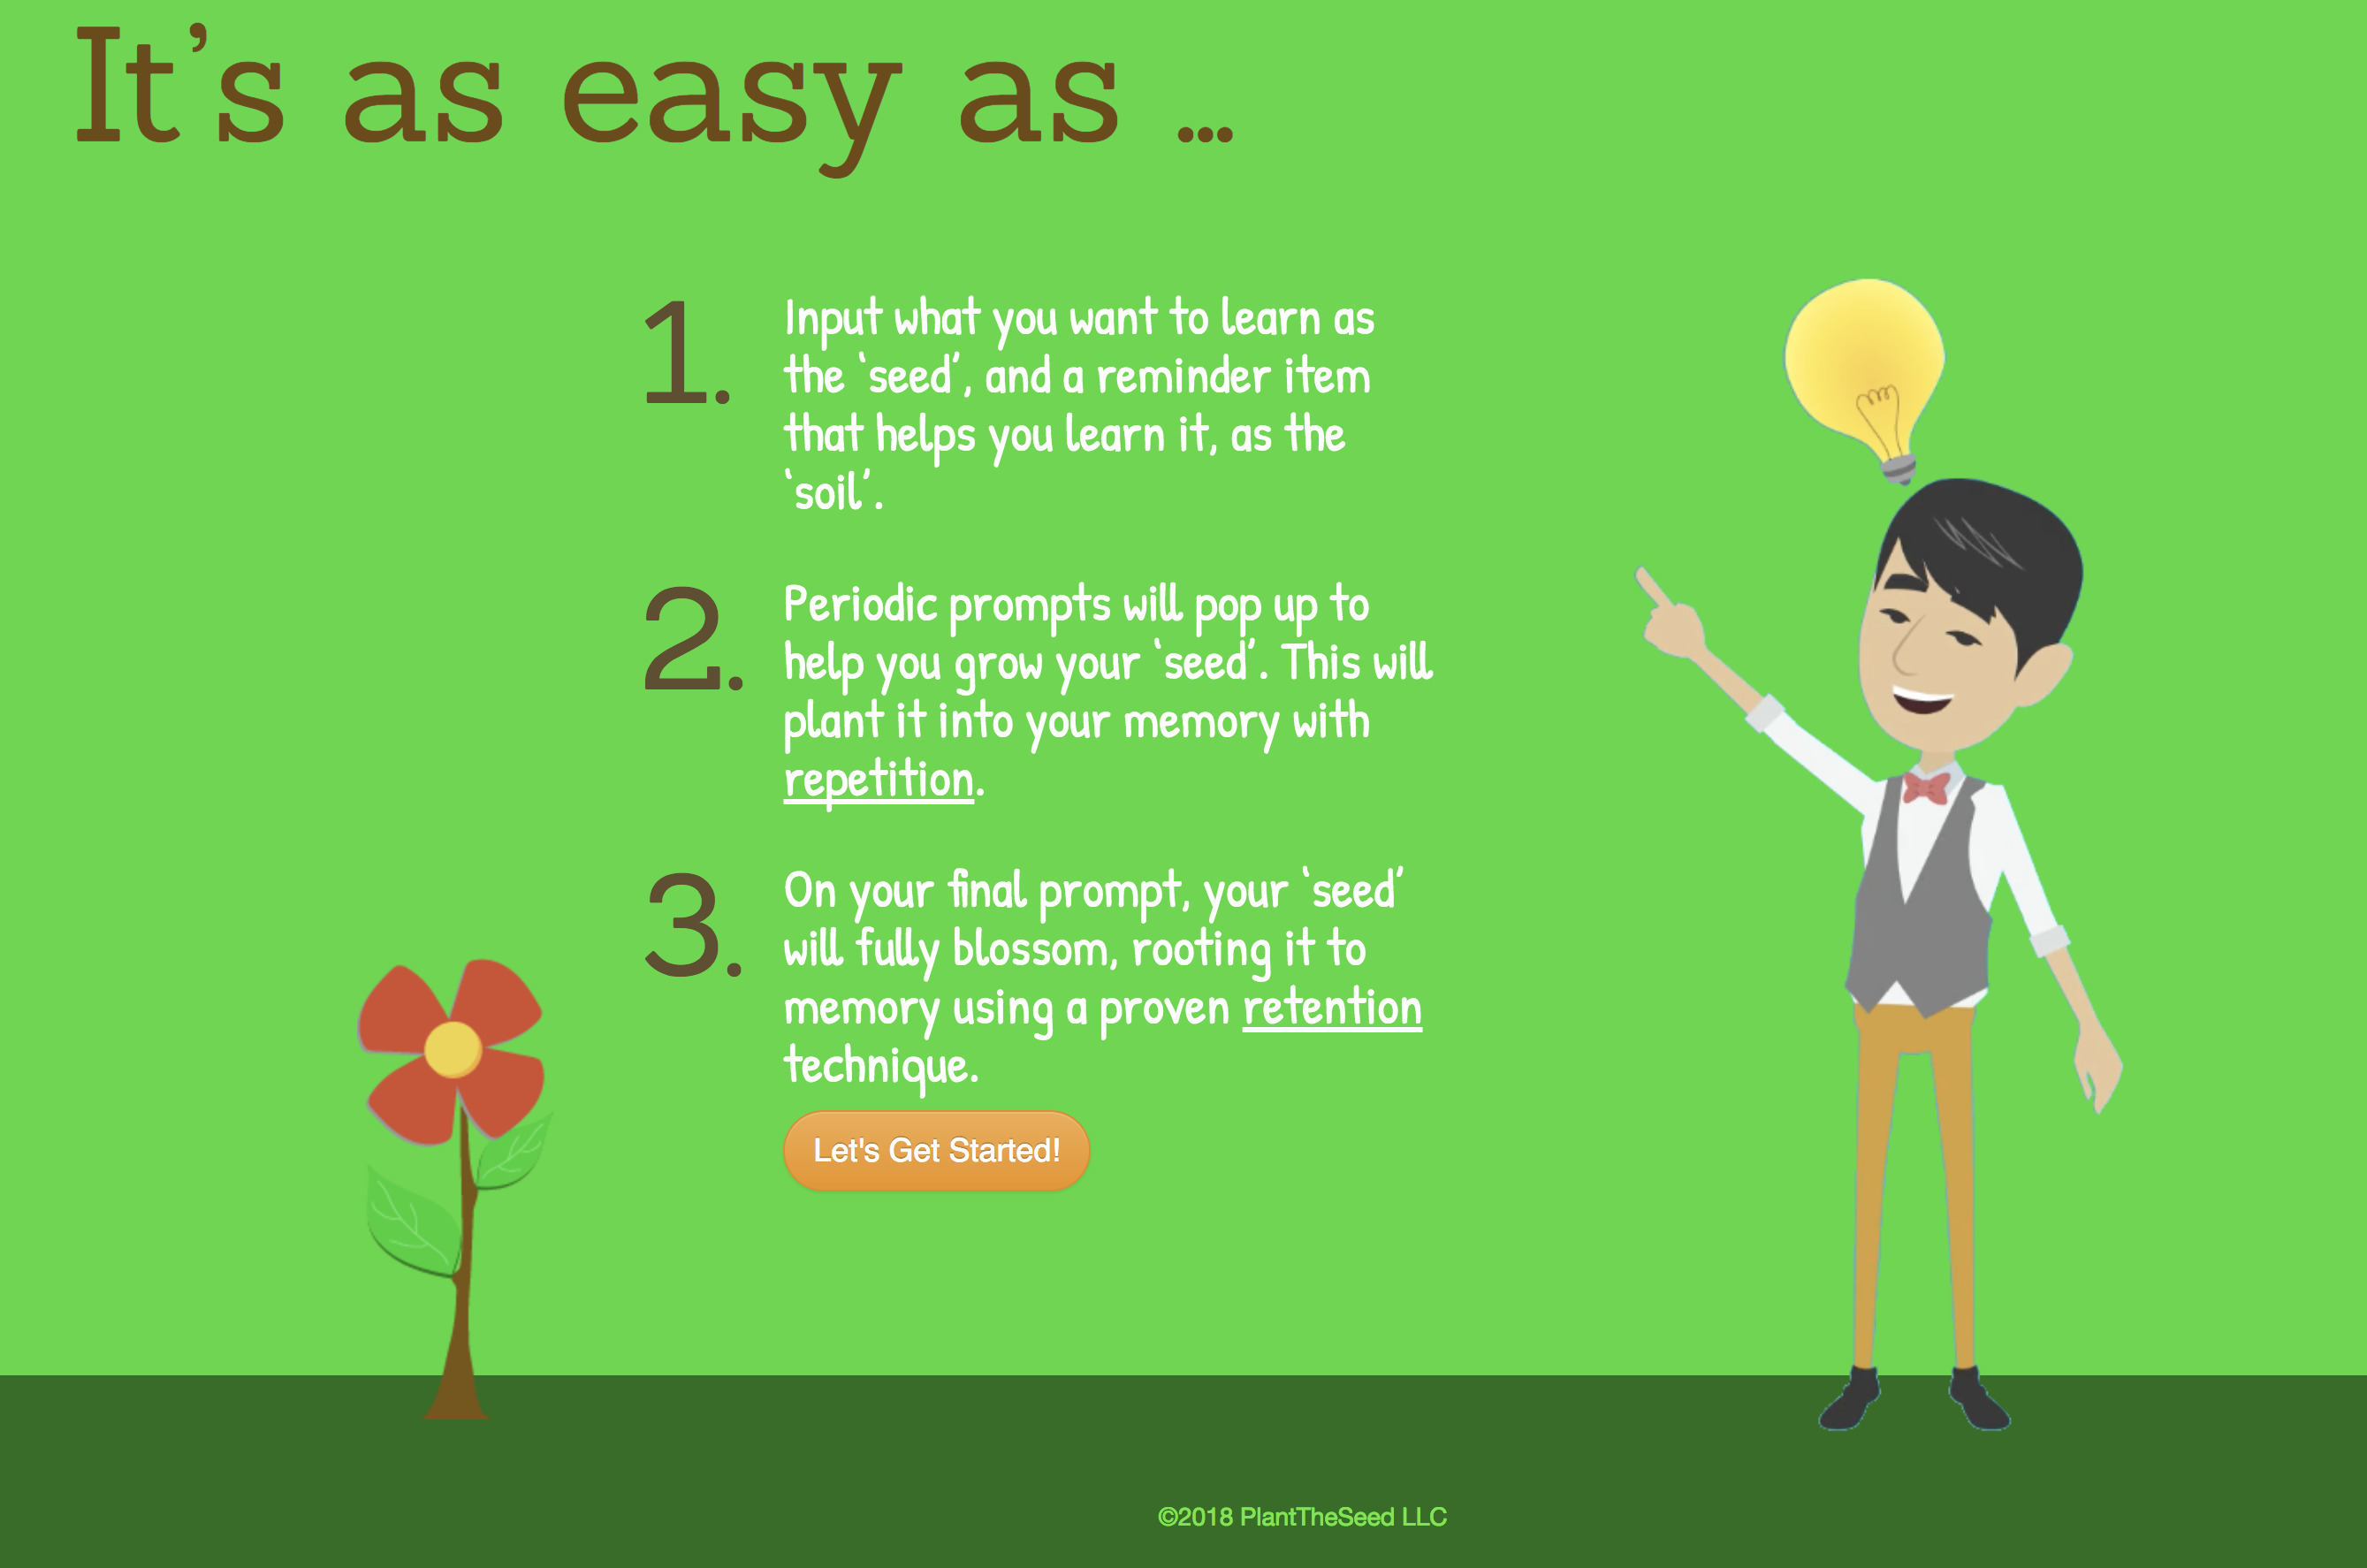 It’s as easy as …
1.
Input what you want to learn as
the ‘seed’, and a reminder item
that helps you learn it, as the
‘soil’.
2.
Periodic prompts will pop up to
help you grow your ‘seed’. This will
plant it into your memory with
repetition.
3.
On your final prompt, your ‘seed’
will fully blossom, rooting it to
memory using a proven retention
technique.
Let's Get Started!
©2018 PlantTheSeed LLC